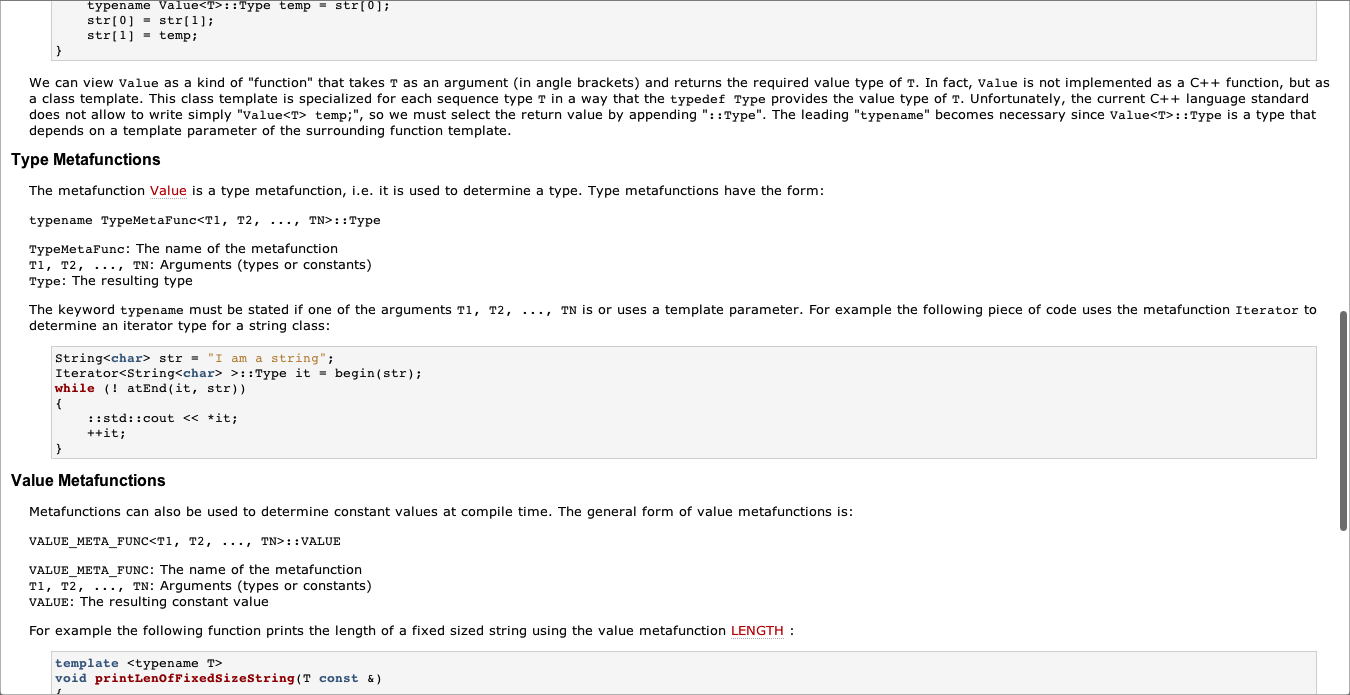 typename Value<T>::Type temp = str[0];
str[0] = str[1];
str[1] = temp;
}
We can view Value as a kind of "function" that takes T as an argument (in angle brackets) and returns the required value type of T. In fact, Value is not implemented as a C++ function, but as
a class template. This class template is specialized for each sequence type T in a way that the typedef Type provides the value type of T. Unfortunately, the current C++ language standard
does not allow to write simply "Value<T> temp;", so we must select the return value by appending "::Type". The leading "typename" becomes necessary since Value<T>::Type is a type that
depends on a template parameter of the surrounding function template.
Type Metafunctions
The metafunction Value is a type metafunction, i.e. it is used to determine a type. Type metafunctions have the form:
typename TypeMetaFunc<T1, T2, ..., TN>::Type
TypeMetaFunc: The name of the metafunction
T1, T2, ..., TN: Arguments (types or constants)
Type: The resulting type
The keyword typename must be stated if one of the arguments T1, T2, ..., TN is or uses a template parameter. For example the following piece of code uses the metafunction Iterator to
determine an iterator type for a string class:
String<char> str = "I am a string";
Iterator<String<char> >::Type it = begin(str);
while (! atEnd(it, str))
{
::std::cout << *it;
++it;
}
Value Metafunctions
Metafunctions can also be used to determine constant values at compile time. The general form of value metafunctions is:
VALUE_META_FUNC<T1, T2, ..., TN>::VALUE
VALUE_META_FUNC: The name of the metafunction
T1, T2, ..., TN: Arguments (types or constants)
VALUE: The resulting constant value
For example the following function prints the length of a fixed sized string using the value metafunction LENGTH :
template <typename T>
void printLenOfFixedSizeString(T const &)
{